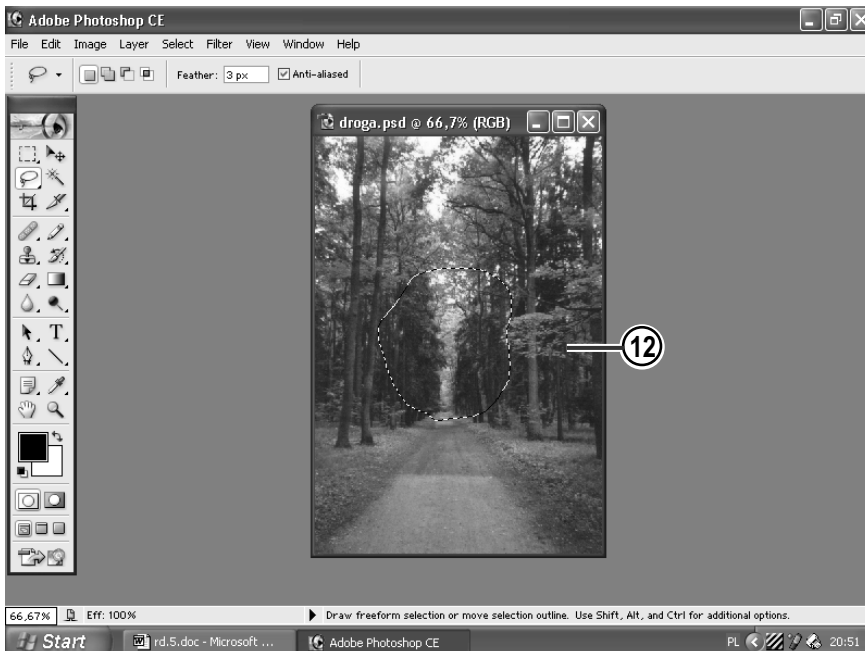 Adobe Photoshop CE
File Edit Image Layer Select Filter View Window Help
Feather: 3 px Anti-aliased
droga.psd @ 66,7% (RGB)
12
T
66,67% Eff: 100% Draw freeform selection or move selection outline. Use Shift, Alt, and Ctrl for additional options.
Start rd.5.doc - Microsoft ... Adobe Photoshop CE PL 20:51